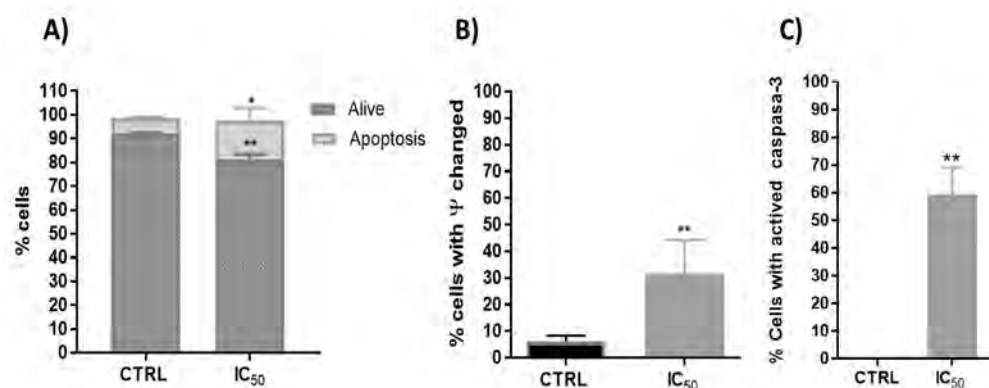 A)
% cells
110
100
90
80
70
60
50
40
30
20
10
0
*
**
CTRL
IC50
Alive
Apoptosis
B)
% cells with Ψ changed
100
90
80
70
60
50
40
30
20
10
0
**
CTRL
IC50
C)
% Cells with actived caspasa-3
100
90
80
70
60
50
40
30
20
10
0
**
CTRL
IC50